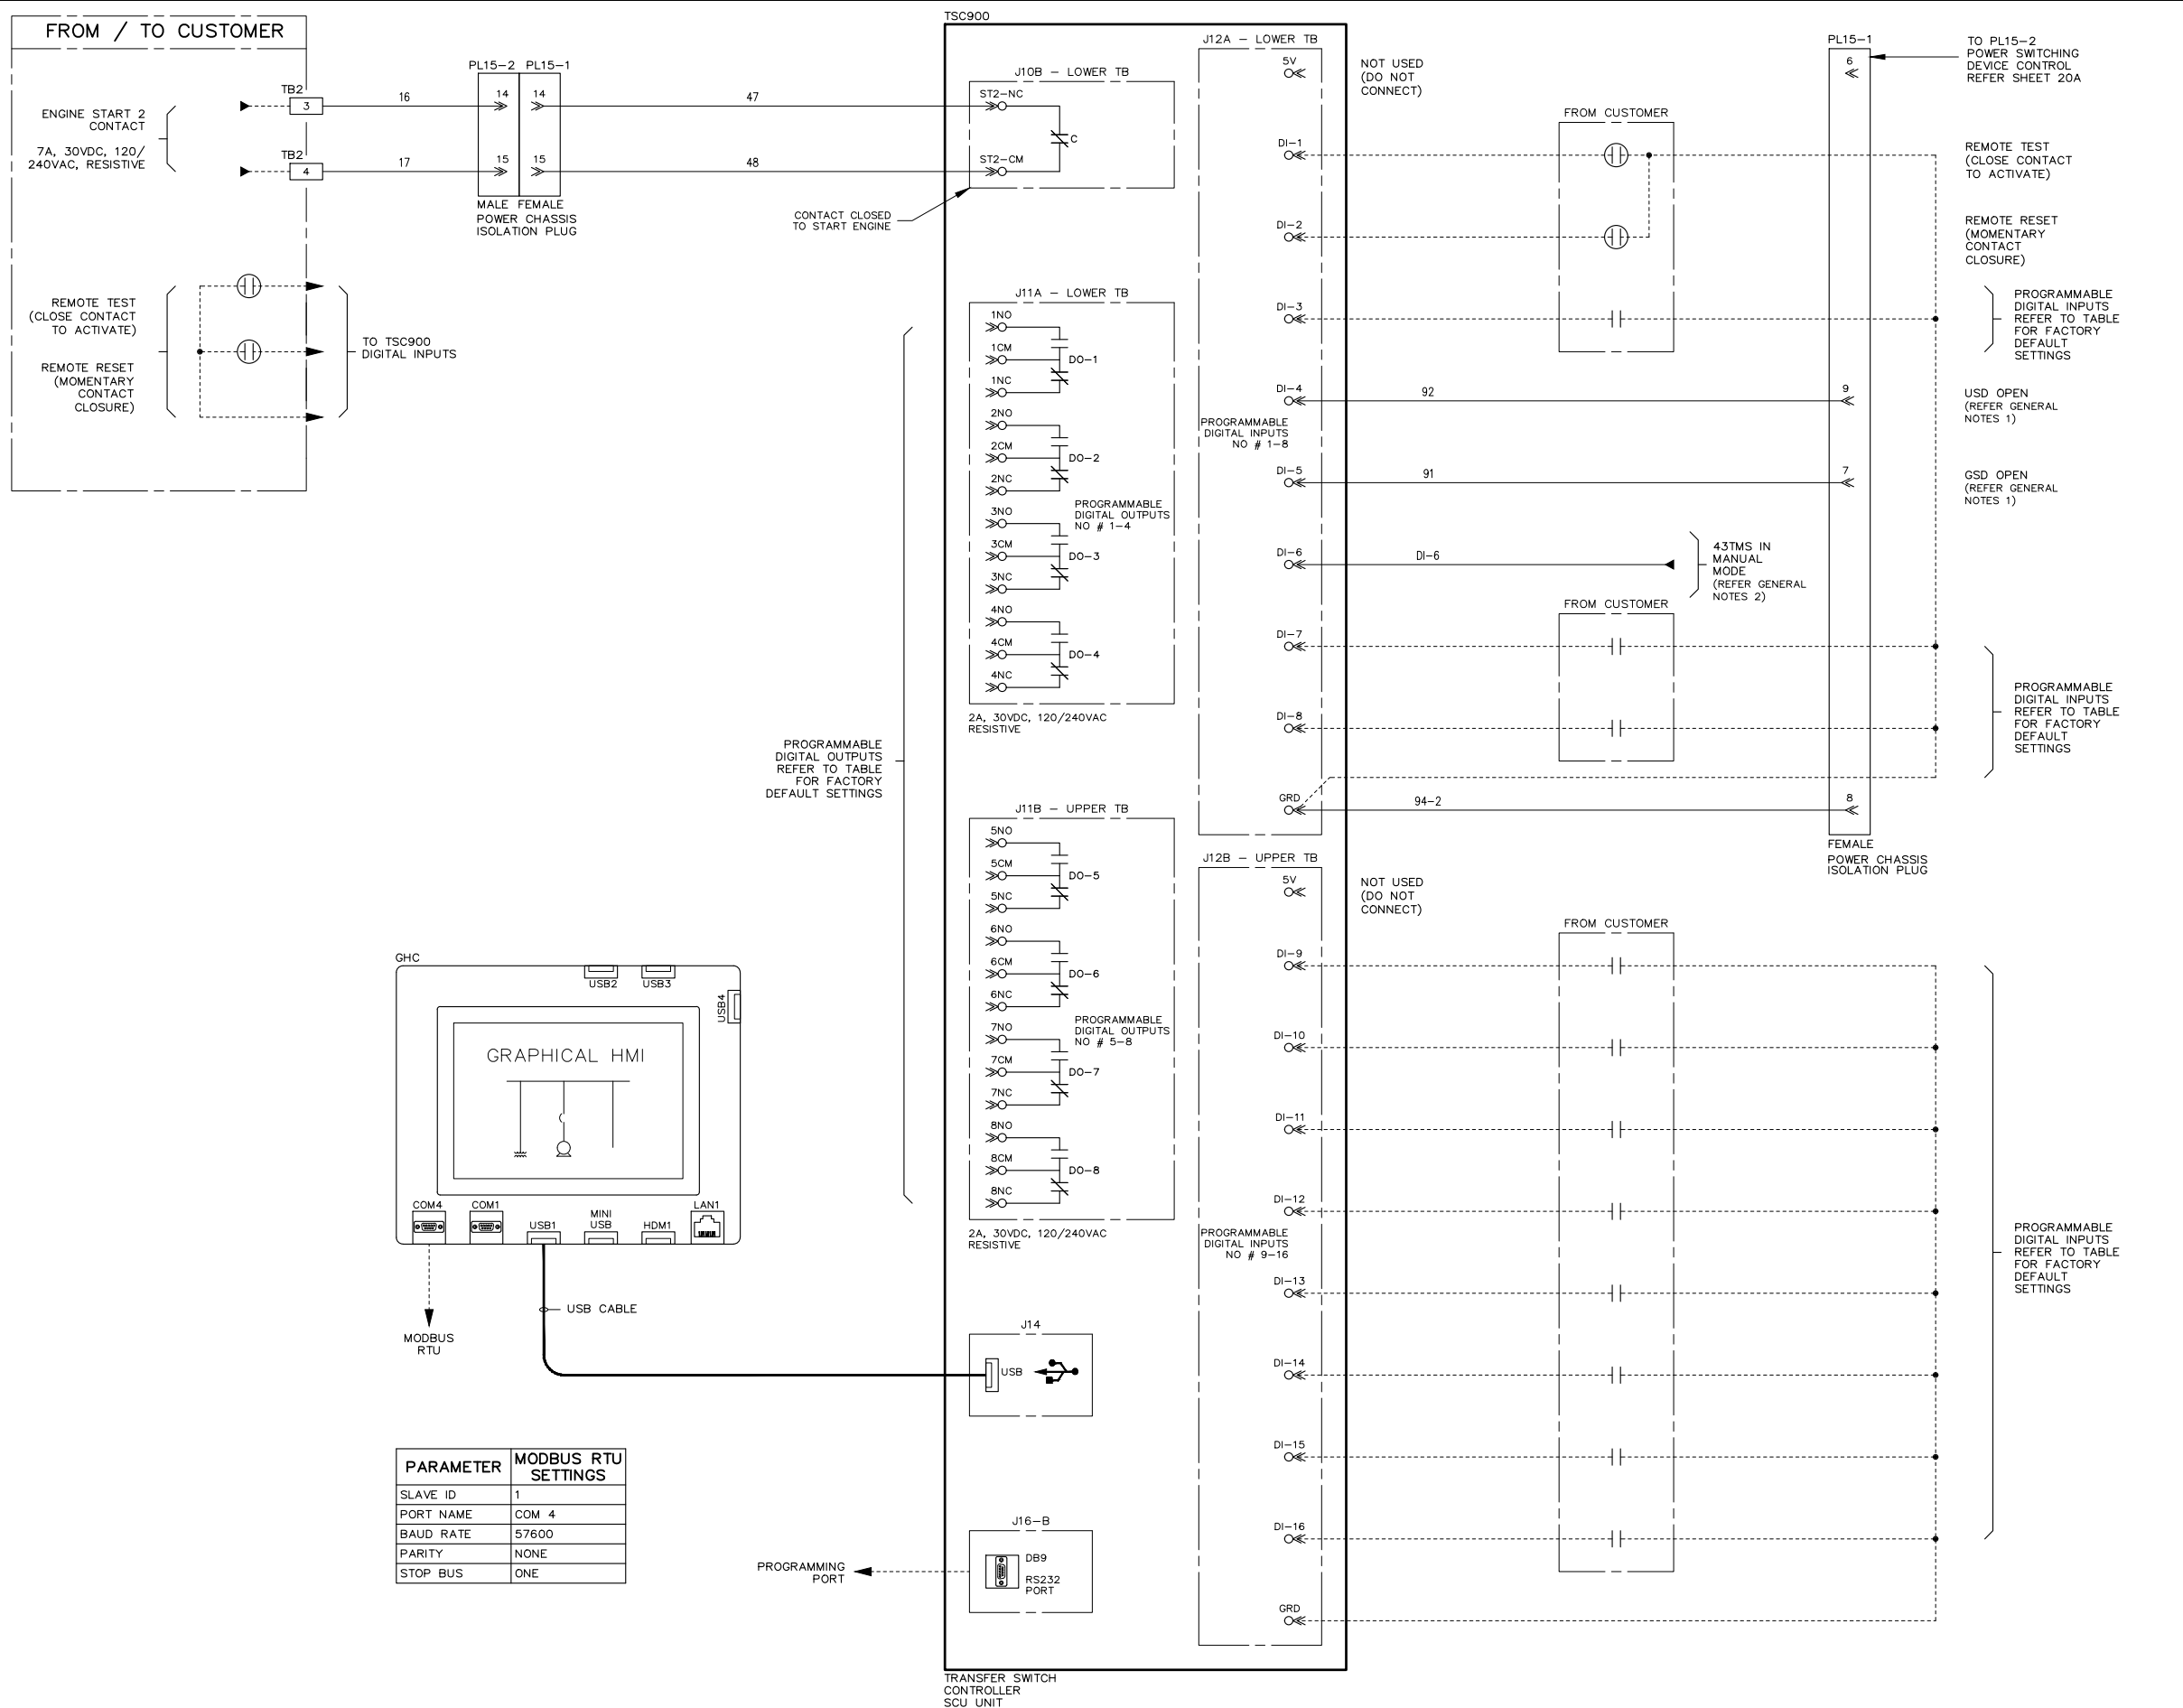 FROM / TO CUSTOMER
TB2
3
ENGINE START 2
CONTACT
7A, 30VDC, 120/
240VAC, RESISTIVE
TB2
4
16
17
PL15-2 PL15-1
14 14
15 15
MALE FEMALE
POWER CHASSIS
ISOLATION PLUG
47
48
REMOTE TEST
(CLOSE CONTACT
TO ACTIVATE)
REMOTE RESET
(MOMENTARY
CONTACT
CLOSURE)
TO TSC900
DIGITAL INPUTS
TSC900
J10B - LOWER TB
ST2-NC
C
ST2-CM
CONTACT CLOSED
TO START ENGINE
J11A - LOWER TB
1NO
1CM
DO-1
1NC
2NO
2CM
DO-2
2NC
PROGRAMMABLE
DIGITAL OUTPUTS
NO # 1-4
3NO
3CM
DO-3
3NC
4NO
4CM
DO-4
4NC
2A, 30VDC, 120/240VAC
RESISTIVE
PROGRAMMABLE
DIGITAL OUTPUTS
REFER TO TABLE
FOR FACTORY
DEFAULT SETTINGS
J11B - UPPER TB
5NO
5CM
DO-5
5NC
6NO
6CM
DO-6
6NC
PROGRAMMABLE
DIGITAL OUTPUTS
NO # 5-8
7NO
7CM
DO-7
7NC
8NO
8CM
DO-8
8NC
2A, 30VDC, 120/240VAC
RESISTIVE
J14
USB
J16-B
DB9
RS232
PORT
PROGRAMMING
PORT
TRANSFER SWITCH
CONTROLLER
SCU UNIT
J12A - LOWER TB
5V
NOT USED
(DO NOT
CONNECT)
DI-1
DI-2
DI-3
DI-4
92
PROGRAMMABLE
DIGITAL INPUTS
NO # 1-8
DI-5
91
DI-6
DI-6
DI-7
DI-8
GRD
94-2
J12B - UPPER TB
5V
NOT USED
(DO NOT
CONNECT)
DI-9
DI-10
DI-11
DI-12
PROGRAMMABLE
DIGITAL INPUTS
NO # 9-16
DI-13
DI-14
DI-15
DI-16
GRD
FROM CUSTOMER
43TMS IN
MANUAL
MODE
(REFER GENERAL
NOTES 2)
FROM CUSTOMER
FROM CUSTOMER
PL15-1
6
9
7
8
FEMALE
POWER CHASSIS
ISOLATION PLUG
TO PL15-2
POWER SWITCHING
DEVICE CONTROL
REFER SHEET 20A
REMOTE TEST
(CLOSE CONTACT
TO ACTIVATE)
REMOTE RESET
(MOMENTARY
CONTACT
CLOSURE)
PROGRAMMABLE
DIGITAL INPUTS
REFER TO TABLE
FOR FACTORY
DEFAULT
SETTINGS
USD OPEN
(REFER GENERAL
NOTES 1)
GSD OPEN
(REFER GENERAL
NOTES 1)
PROGRAMMABLE
DIGITAL INPUTS
REFER TO TABLE
FOR FACTORY
DEFAULT
SETTINGS
PROGRAMMABLE
DIGITAL INPUTS
REFER TO TABLE
FOR FACTORY
DEFAULT
SETTINGS
GHC
USB2
USB3
USB4
GRAPHICAL HMI
COM4
COM1
USB1
MINI
USB
HDM1
LAN1
USB CABLE
MODBUS
RTU
PARAMETER MODBUS RTU
SETTINGS
SLAVE ID 1
PORT NAME COM 4
BAUD RATE 57600
PARITY NONE
STOP BUS ONE